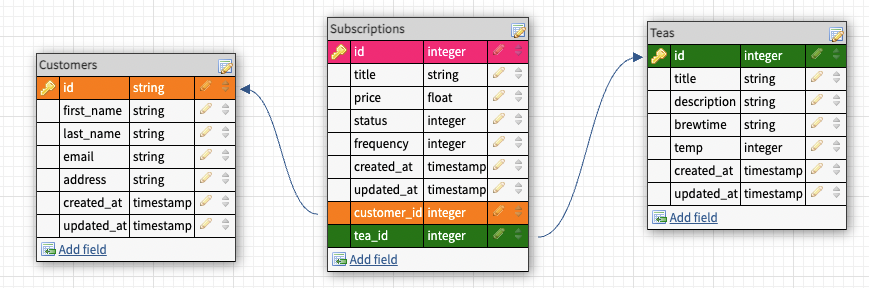 Customers
id string
first_name string
last_name string
email string
address string
created_at timestamp
updated_at timestamp
Add field
Subscriptions
id integer
title string
price float
status integer
frequency integer
created_at timestamp
updated_at timestamp
customer_id integer
tea_id integer
Add field
Teas
id integer
title string
description string
brewtime string
temp integer
created_at timestamp
updated_at timestamp
Add field